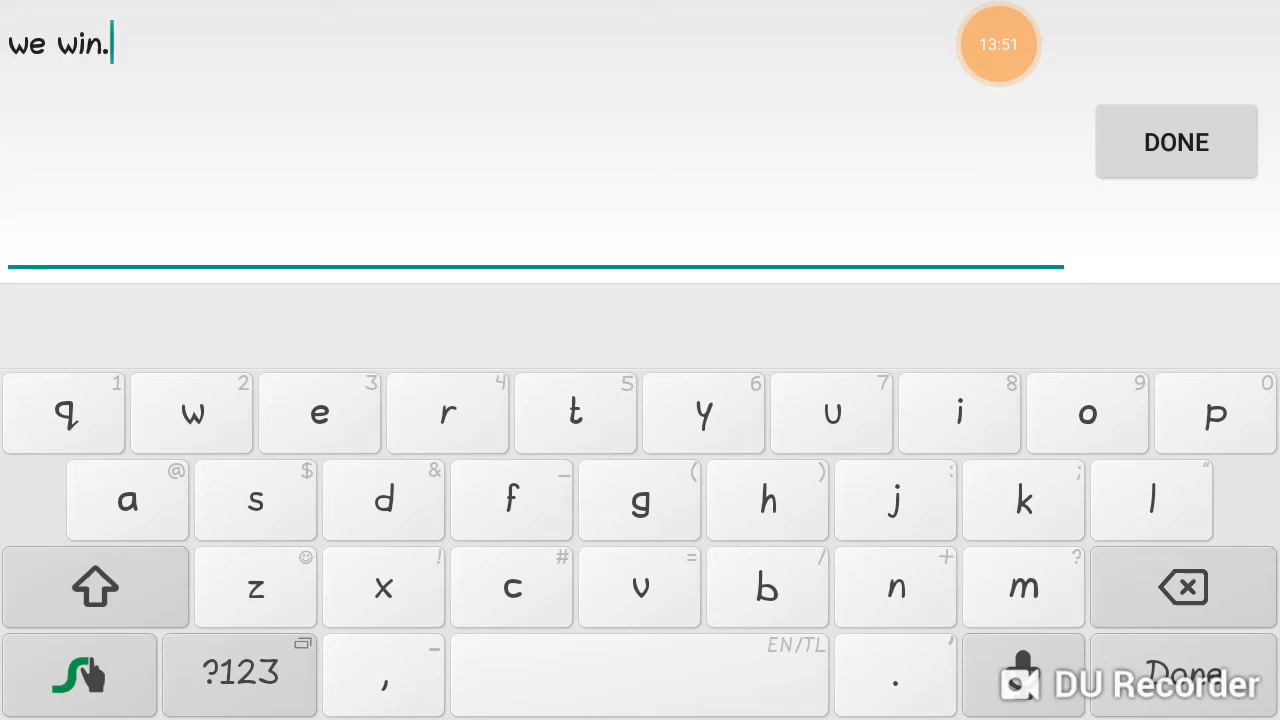 we win.
13:51
DONE
q 1 w 2 e 3 r 4 t 5 y 6 u 7 i 8 o 9 p 0
a @ s $ d & f _ g ( h ) j : k ; l "
z x ! c # v = b / n + m ?
?123 , - EN/TL . ' Done
DU Recorder